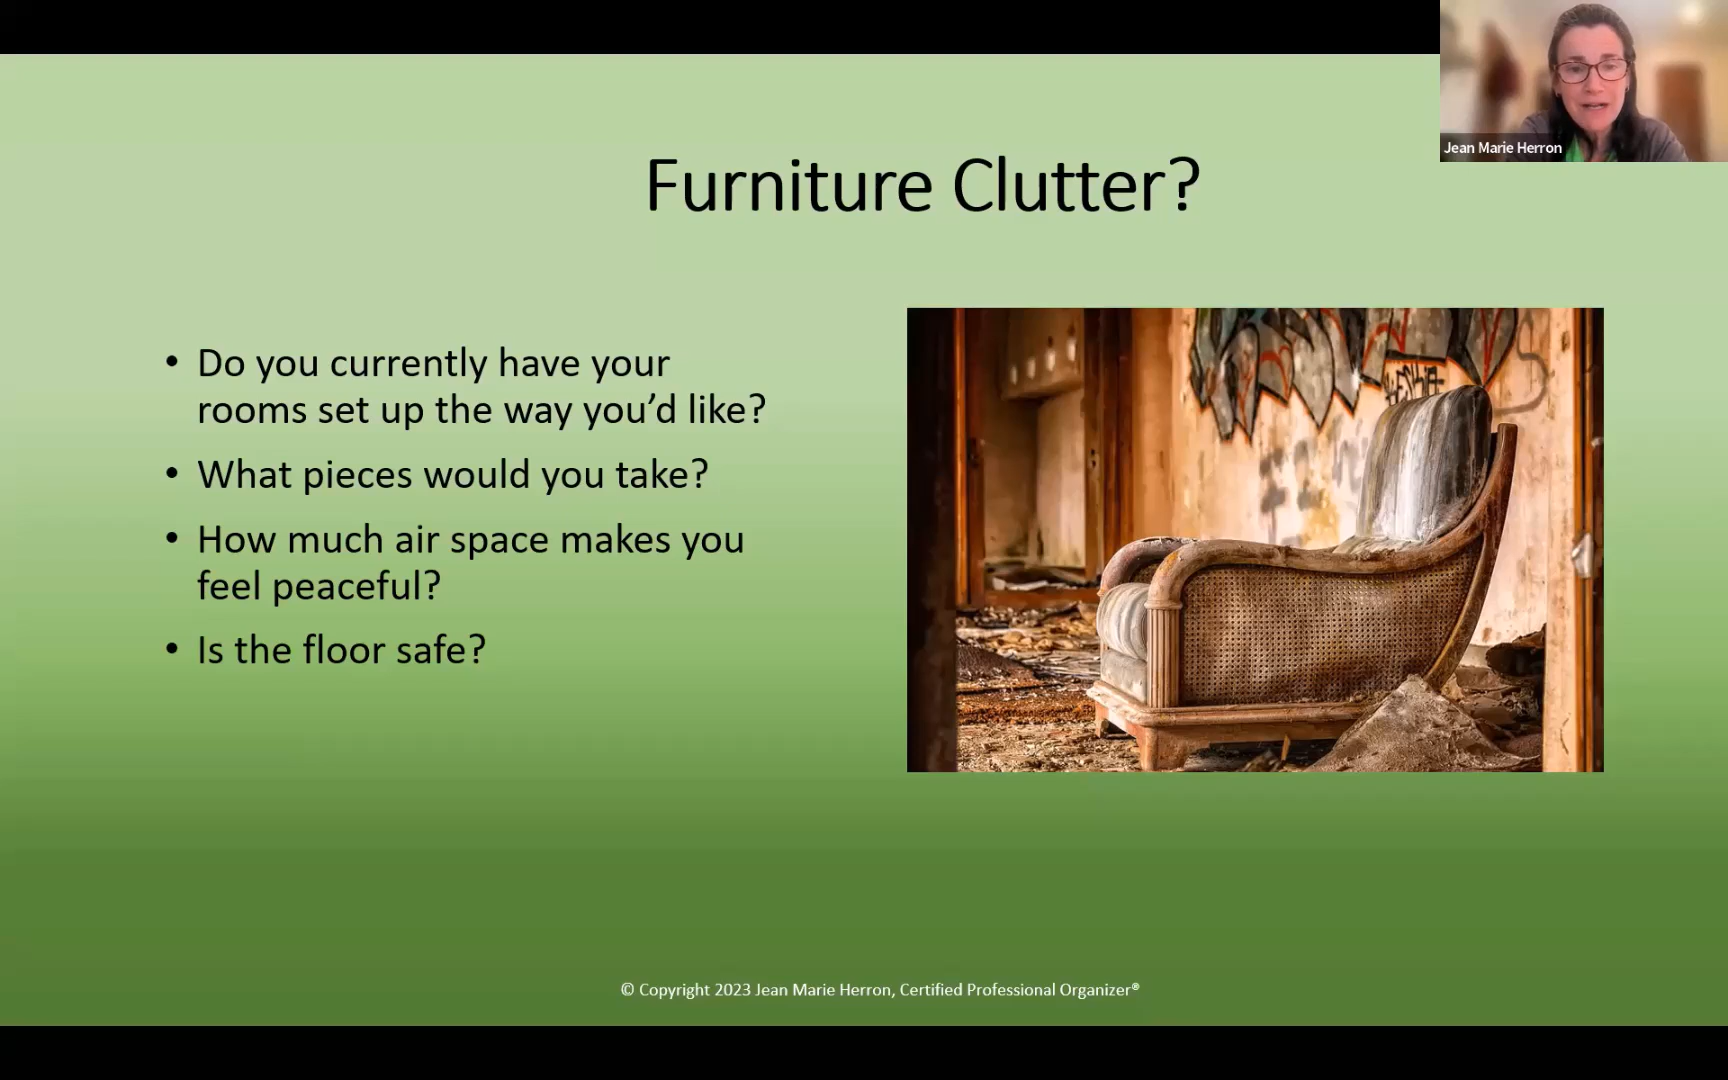 Jean Marie Herron
Furniture Clutter?
• Do you currently have your
rooms set up the way you’d like?
• What pieces would you take?
• How much air space makes you
feel peaceful?
• Is the floor safe?
© Copyright 2023 Jean Marie Herron, Certified Professional Organizer®